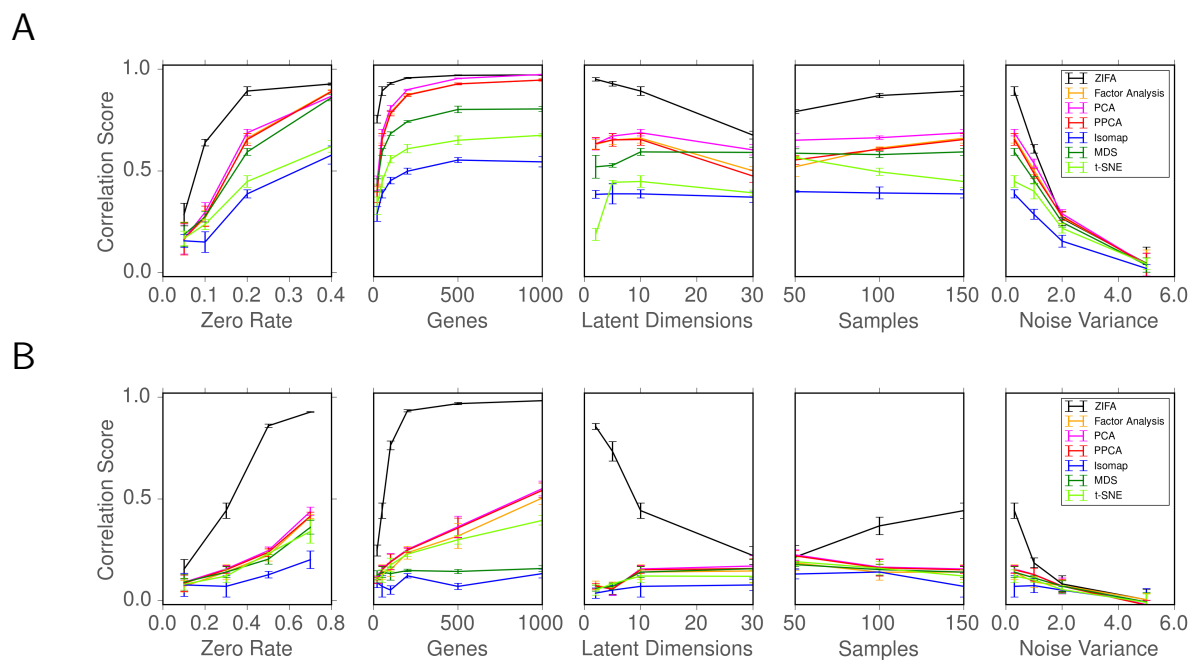 A
Correlation Score
1.0
0.5
0.0
0.0 0.1 0.2 0.3 0.4
Zero Rate
0 500 1000
Genes
0 10 20 30
Latent Dimensions
50 100 150
Samples
0.0 2.0 4.0 6.0
Noise Variance
ZIFA
Factor Analysis
PCA
PPCA
Isomap
MDS
t-SNE
B
Correlation Score
1.0
0.5
0.0
0.0 0.2 0.4 0.6 0.8
Zero Rate
0 500 1000
Genes
0 10 20 30
Latent Dimensions
50 100 150
Samples
0.0 2.0 4.0 6.0
Noise Variance
ZIFA
Factor Analysis
PCA
PPCA
Isomap
MDS
t-SNE